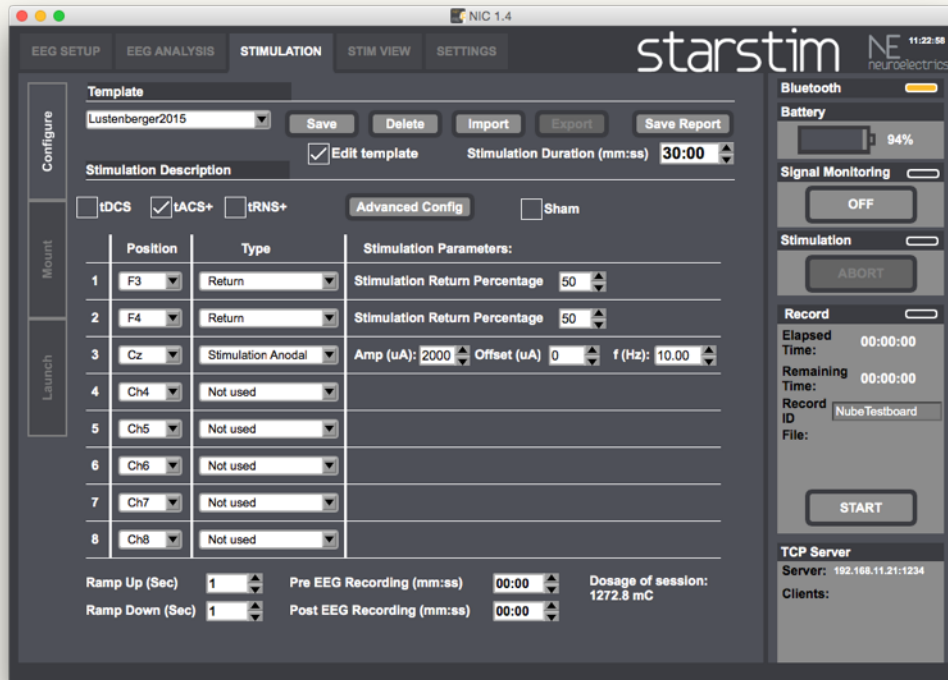 NIC 1.4
EEG SETUP EEG ANALYSIS STIMULATION STIM VIEW SETTINGS
starstim NE neuroelectrics 11:22:58
Configure
Mount
Launch
Template
Lustenberger2015 Save Delete Import Export Save Report
Edit template Stimulation Duration (mm:ss) 30:00
Stimulation Description
tDCS tACS+ tRNS+ Advanced Config Sham
Position Type Stimulation Parameters:
1 F3 Return Stimulation Return Percentage 50
2 F4 Return Stimulation Return Percentage 50
3 Cz Stimulation Anodal Amp (uA): 2000 Offset (uA) 0 f (Hz): 10.00
4 Ch4 Not used
5 Ch5 Not used
6 Ch6 Not used
7 Ch7 Not used
8 Ch8 Not used
Ramp Up (Sec) 1 Pre EEG Recording (mm:ss) 00:00 Dosage of session:
1272.8 mC
Ramp Down (Sec) 1 Post EEG Recording (mm:ss) 00:00
Bluetooth
Battery
94%
Signal Monitoring
OFF
Stimulation
ABORT
Record
Elapsed
Time: 00:00:00
Remaining
Time: 00:00:00
Record
ID NubeTestboard
File:
START
TCP Server
Server: 192.168.11.21:1234
Clients: